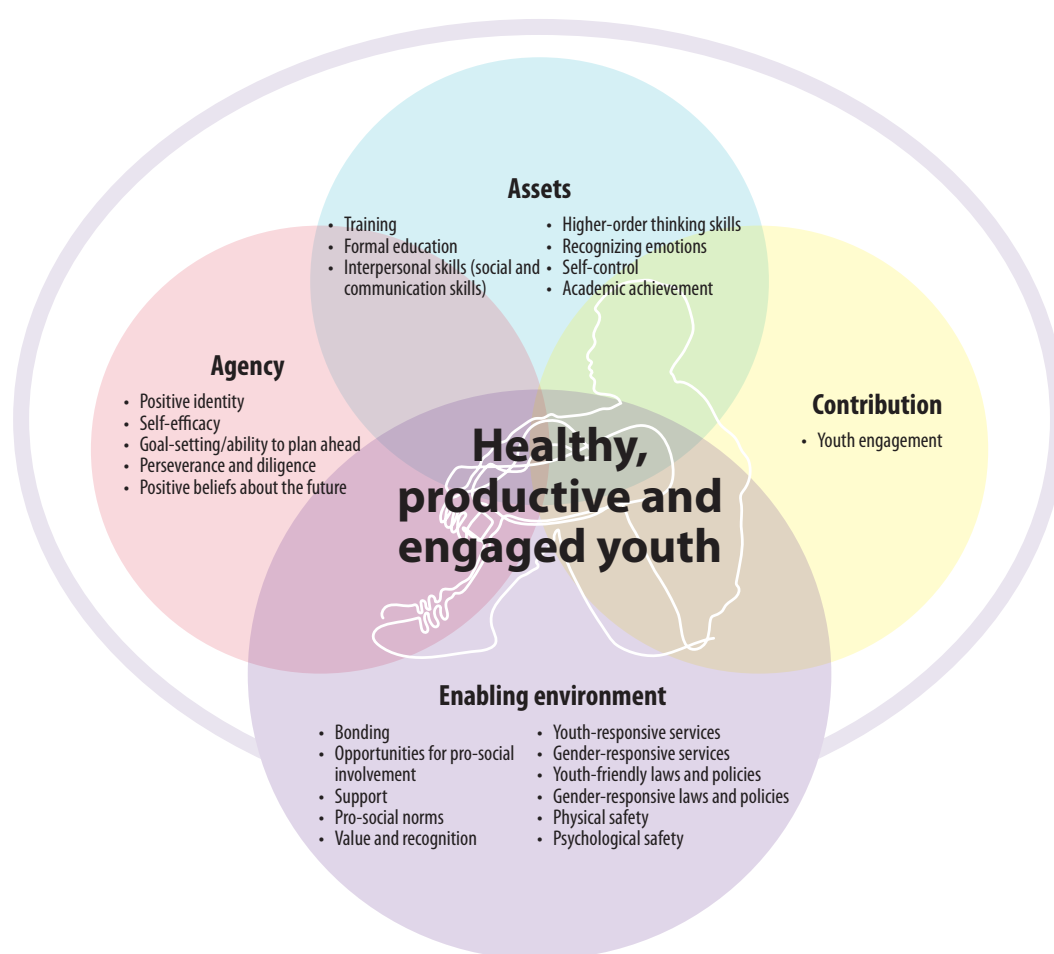 Assets
• Training
• Formal education
• Interpersonal skills (social and
communication skills)
• Higher-order thinking skills
• Recognizing emotions
• Self-control
• Academic achievement
Agency
• Positive identity
• Self-efficacy
• Goal-setting/ability to plan ahead
• Perseverance and diligence
• Positive beliefs about the future
Contribution
• Youth engagement
Healthy,
productive and
engaged youth
Enabling environment
• Bonding
• Opportunities for pro-social
involvement
• Support
• Pro-social norms
• Value and recognition
• Youth-responsive services
• Gender-responsive services
• Youth-friendly laws and policies
• Gender-responsive laws and policies
• Physical safety
• Psychological safety